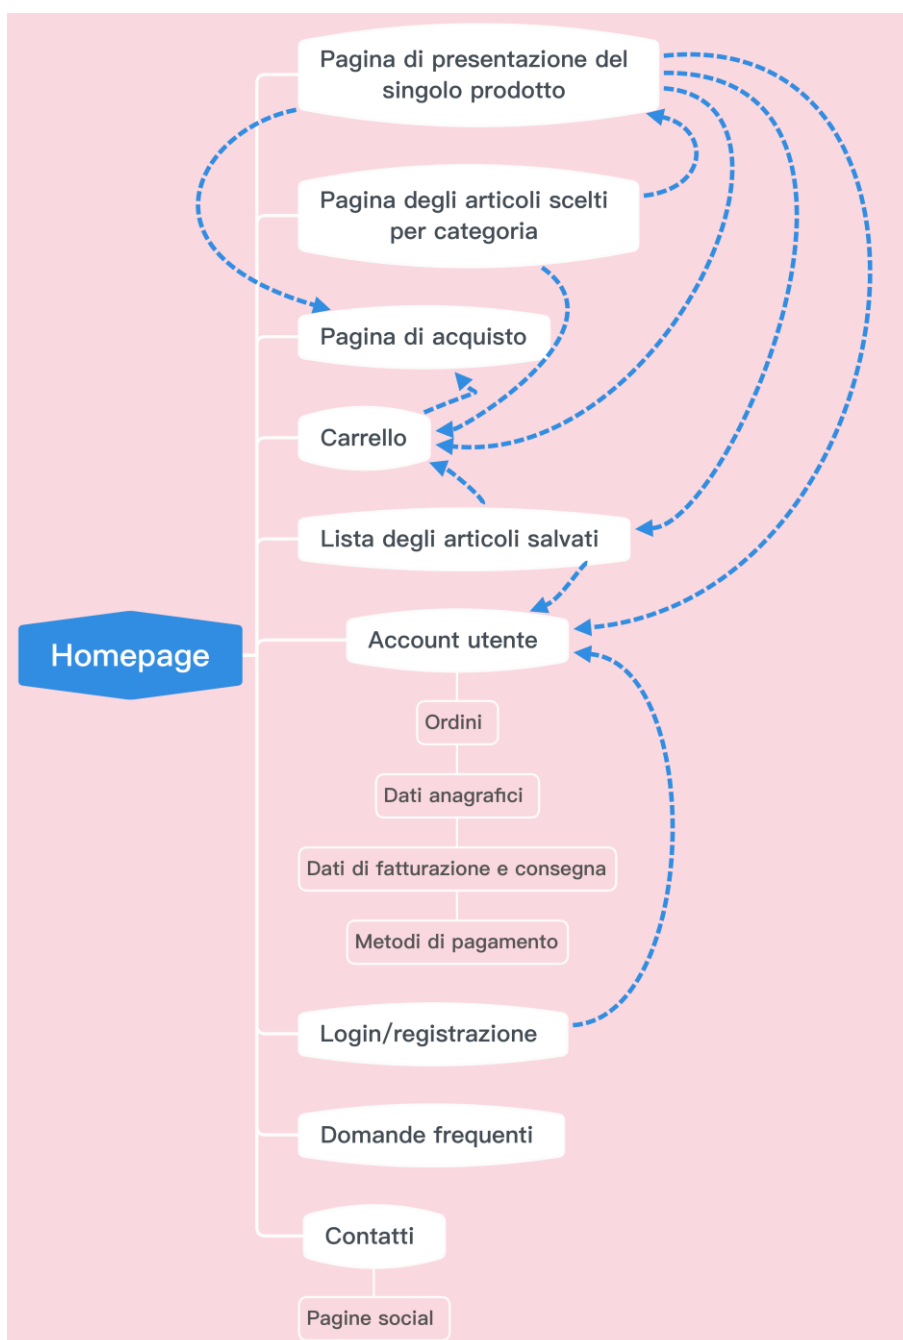 Pagina di presentazione del
singolo prodotto
Pagina degli articoli scelti
per categoria
Pagina di acquisto
Carrello
Lista degli articoli salvati
Homepage
Account utente
Ordini
Dati anagrafici
Dati di fatturazione e consegna
Metodi di pagamento
Login/registrazione
Domande frequenti
Contatti
Pagine social